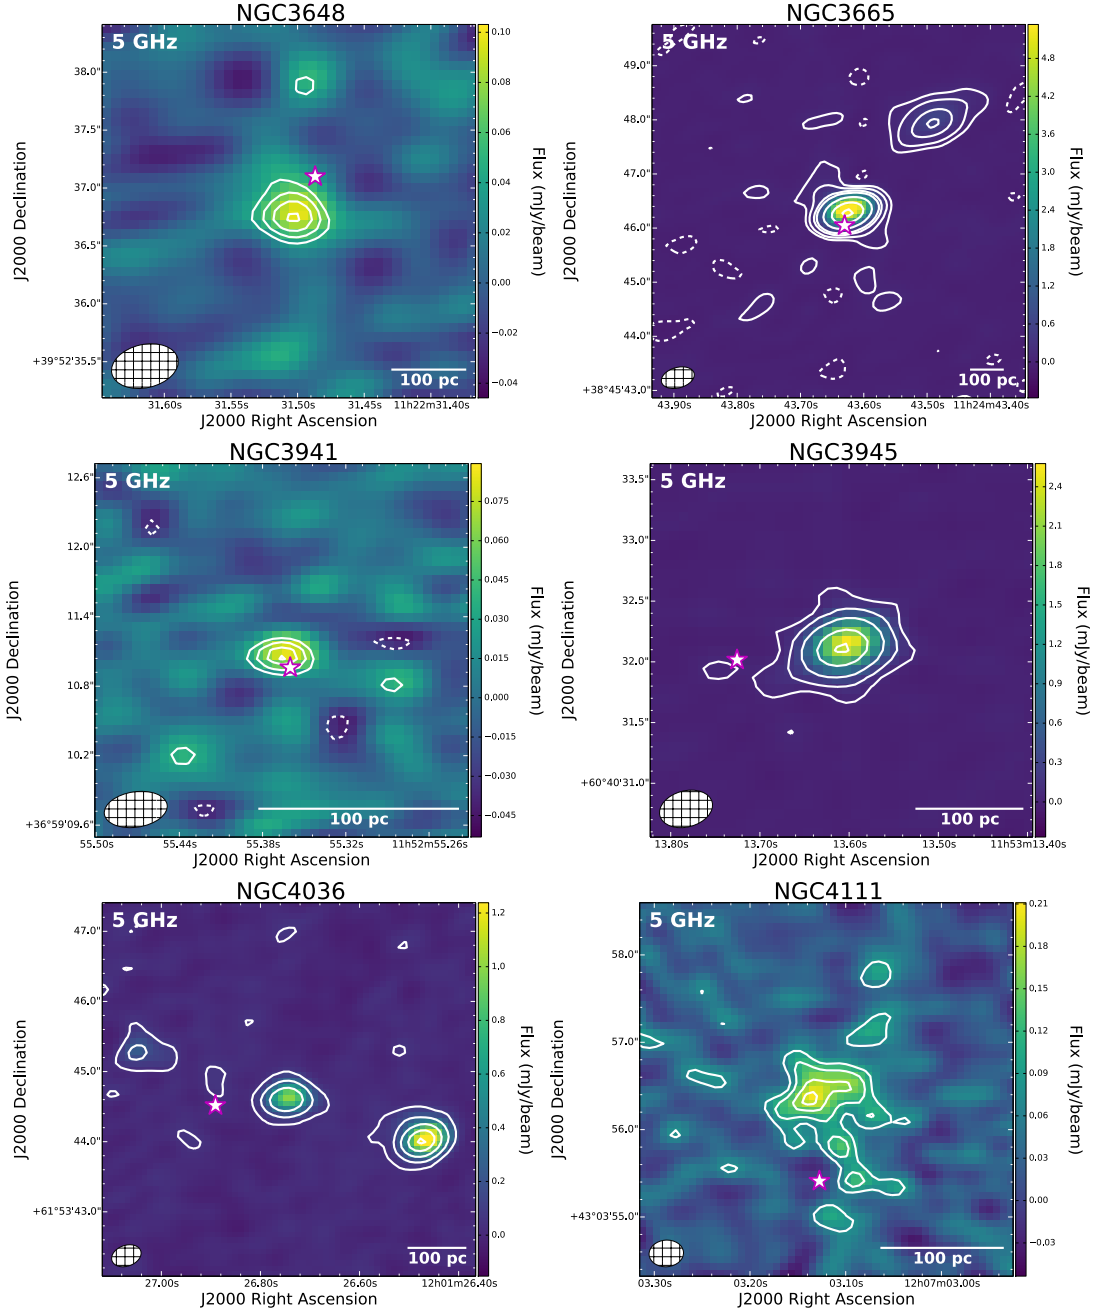 NGC3648
5 GHz
38.0"
37.5"
37.0"
36.5"
36.0"
+39°52'35.5"
J2000 Declination
31.60s
31.55s
31.50s
31.45s
11h22m31.40s
J2000 Right Ascension
100 pc
0.10
0.08
0.06
0.04
0.02
0.00
−0.02
−0.04
Flux (mJy/beam)
NGC3665
5 GHz
49.0"
48.0"
47.0"
46.0"
45.0"
44.0"
+38°45'43.0"
J2000 Declination
43.90s
43.80s
43.70s
43.60s
43.50s
11h24m43.40s
J2000 Right Ascension
100 pc
4.8
4.2
3.6
3.0
2.4
1.8
1.2
0.6
0.0
Flux (mJy/beam)
NGC3941
5 GHz
12.6"
12.0"
11.4"
10.8"
10.2"
+36°59'09.6"
J2000 Declination
55.50s
55.44s
55.38s
55.32s
11h52m55.26s
J2000 Right Ascension
100 pc
0.075
0.060
0.045
0.030
0.015
0.000
−0.015
−0.030
−0.045
Flux (mJy/beam)
NGC3945
5 GHz
33.5"
33.0"
32.5"
32.0"
31.5"
+60°40'31.0"
J2000 Declination
13.80s
13.70s
13.60s
13.50s
11h53m13.40s
J2000 Right Ascension
100 pc
2.4
2.1
1.8
1.5
1.2
0.9
0.6
0.3
0.0
Flux (mJy/beam)
NGC4036
5 GHz
47.0"
46.0"
45.0"
44.0"
+61°53'43.0"
J2000 Declination
27.00s
26.80s
26.60s
12h01m26.40s
J2000 Right Ascension
100 pc
1.2
1.0
0.8
0.6
0.4
0.2
0.0
Flux (mJy/beam)
NGC4111
5 GHz
58.0"
57.0"
56.0"
+43°03'55.0"
J2000 Declination
03.30s
03.20s
03.10s
12h07m03.00s
J2000 Right Ascension
100 pc
0.21
0.18
0.15
0.12
0.09
0.06
0.03
0.00
−0.03
Flux (mJy/beam)